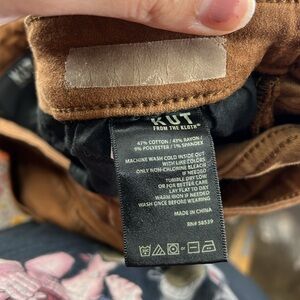 KUT
FROM THE KLOTH
47% COTTON / 43% RAYON /
9% POLYESTER / 1% SPANDEX
MACHINE WASH COLD INSIDE OUT
WITH LIKE COLORS
ONLY NON-CHLORINE BLEACH
IF NEEDED
TUMBLE DRY LOW
OR FOR BETTER CARE
LAY FLAT TO DRY
WARM IRON IF NEEDED
WASH ONCE BEFORE WEARING
MADE IN CHINA
RN# 58539